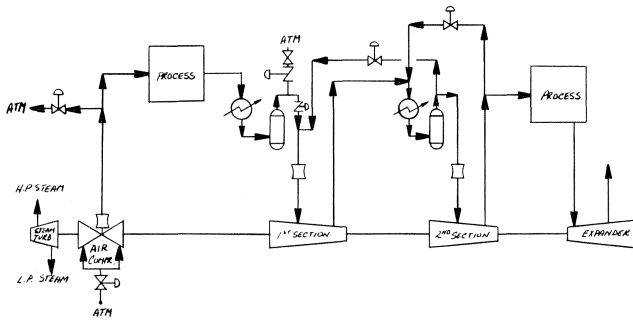 ATM
PROCESS
ATM
PROCESS
H.P STEAM
STEAM
TURB
AIR
COMPR.
1ST SECTION
2ND SECTION
EXPANDER
L.P. STEAM
ATM